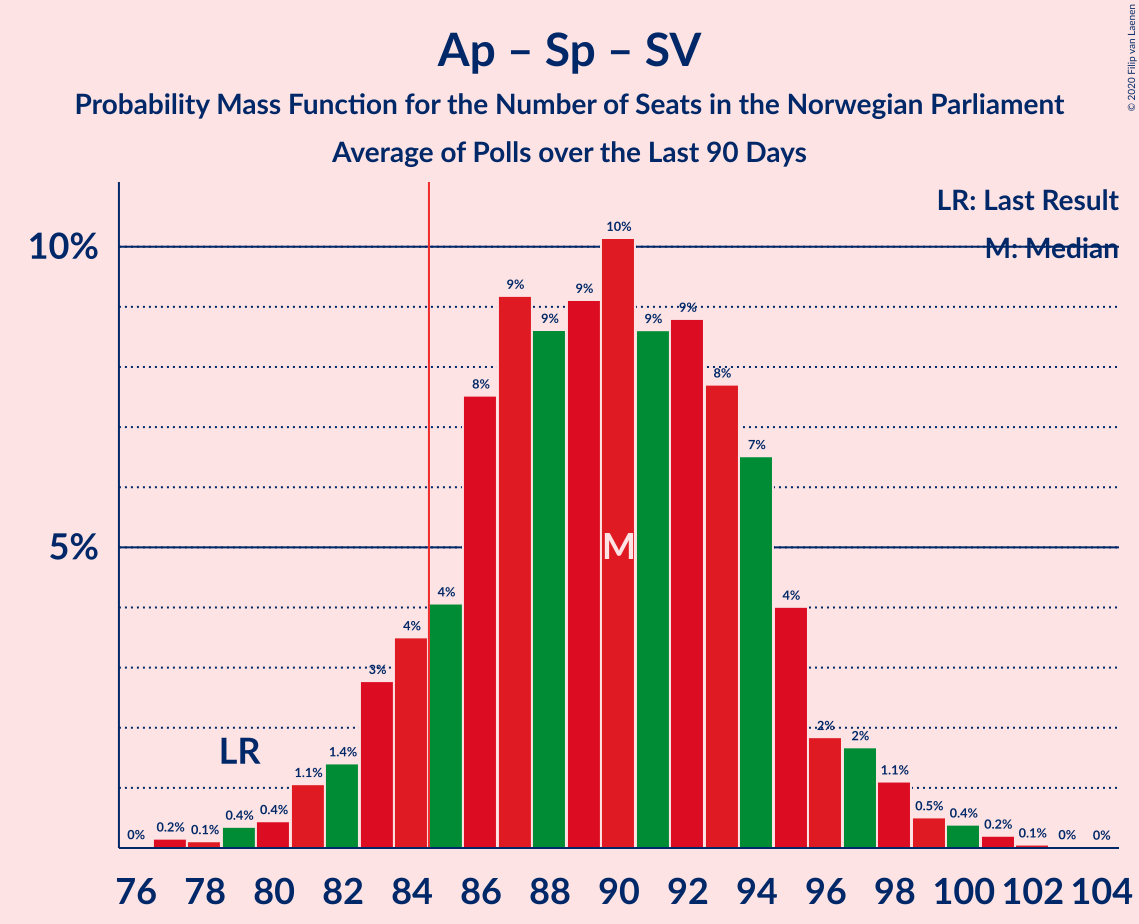 Ap – Sp – SV
Probability Mass Function for the Number of Seats in the Norwegian Parliament
Average of Polls over the Last 90 Days
© 2020 Filip van Laenen
LR: Last Result
M: Median
10%
5%
0% 0.2% 0.1% 0.4% 0.4% 1.1% 1.4% 3% 4% 4% 8% 9% 9% 9% 10% 9% 9% 8% 7% 4% 2% 2% 1.1% 0.5% 0.4% 0.2% 0.1% 0% 0%
LR
M
76 78 80 82 84 86 88 90 92 94 96 98 100 102 104